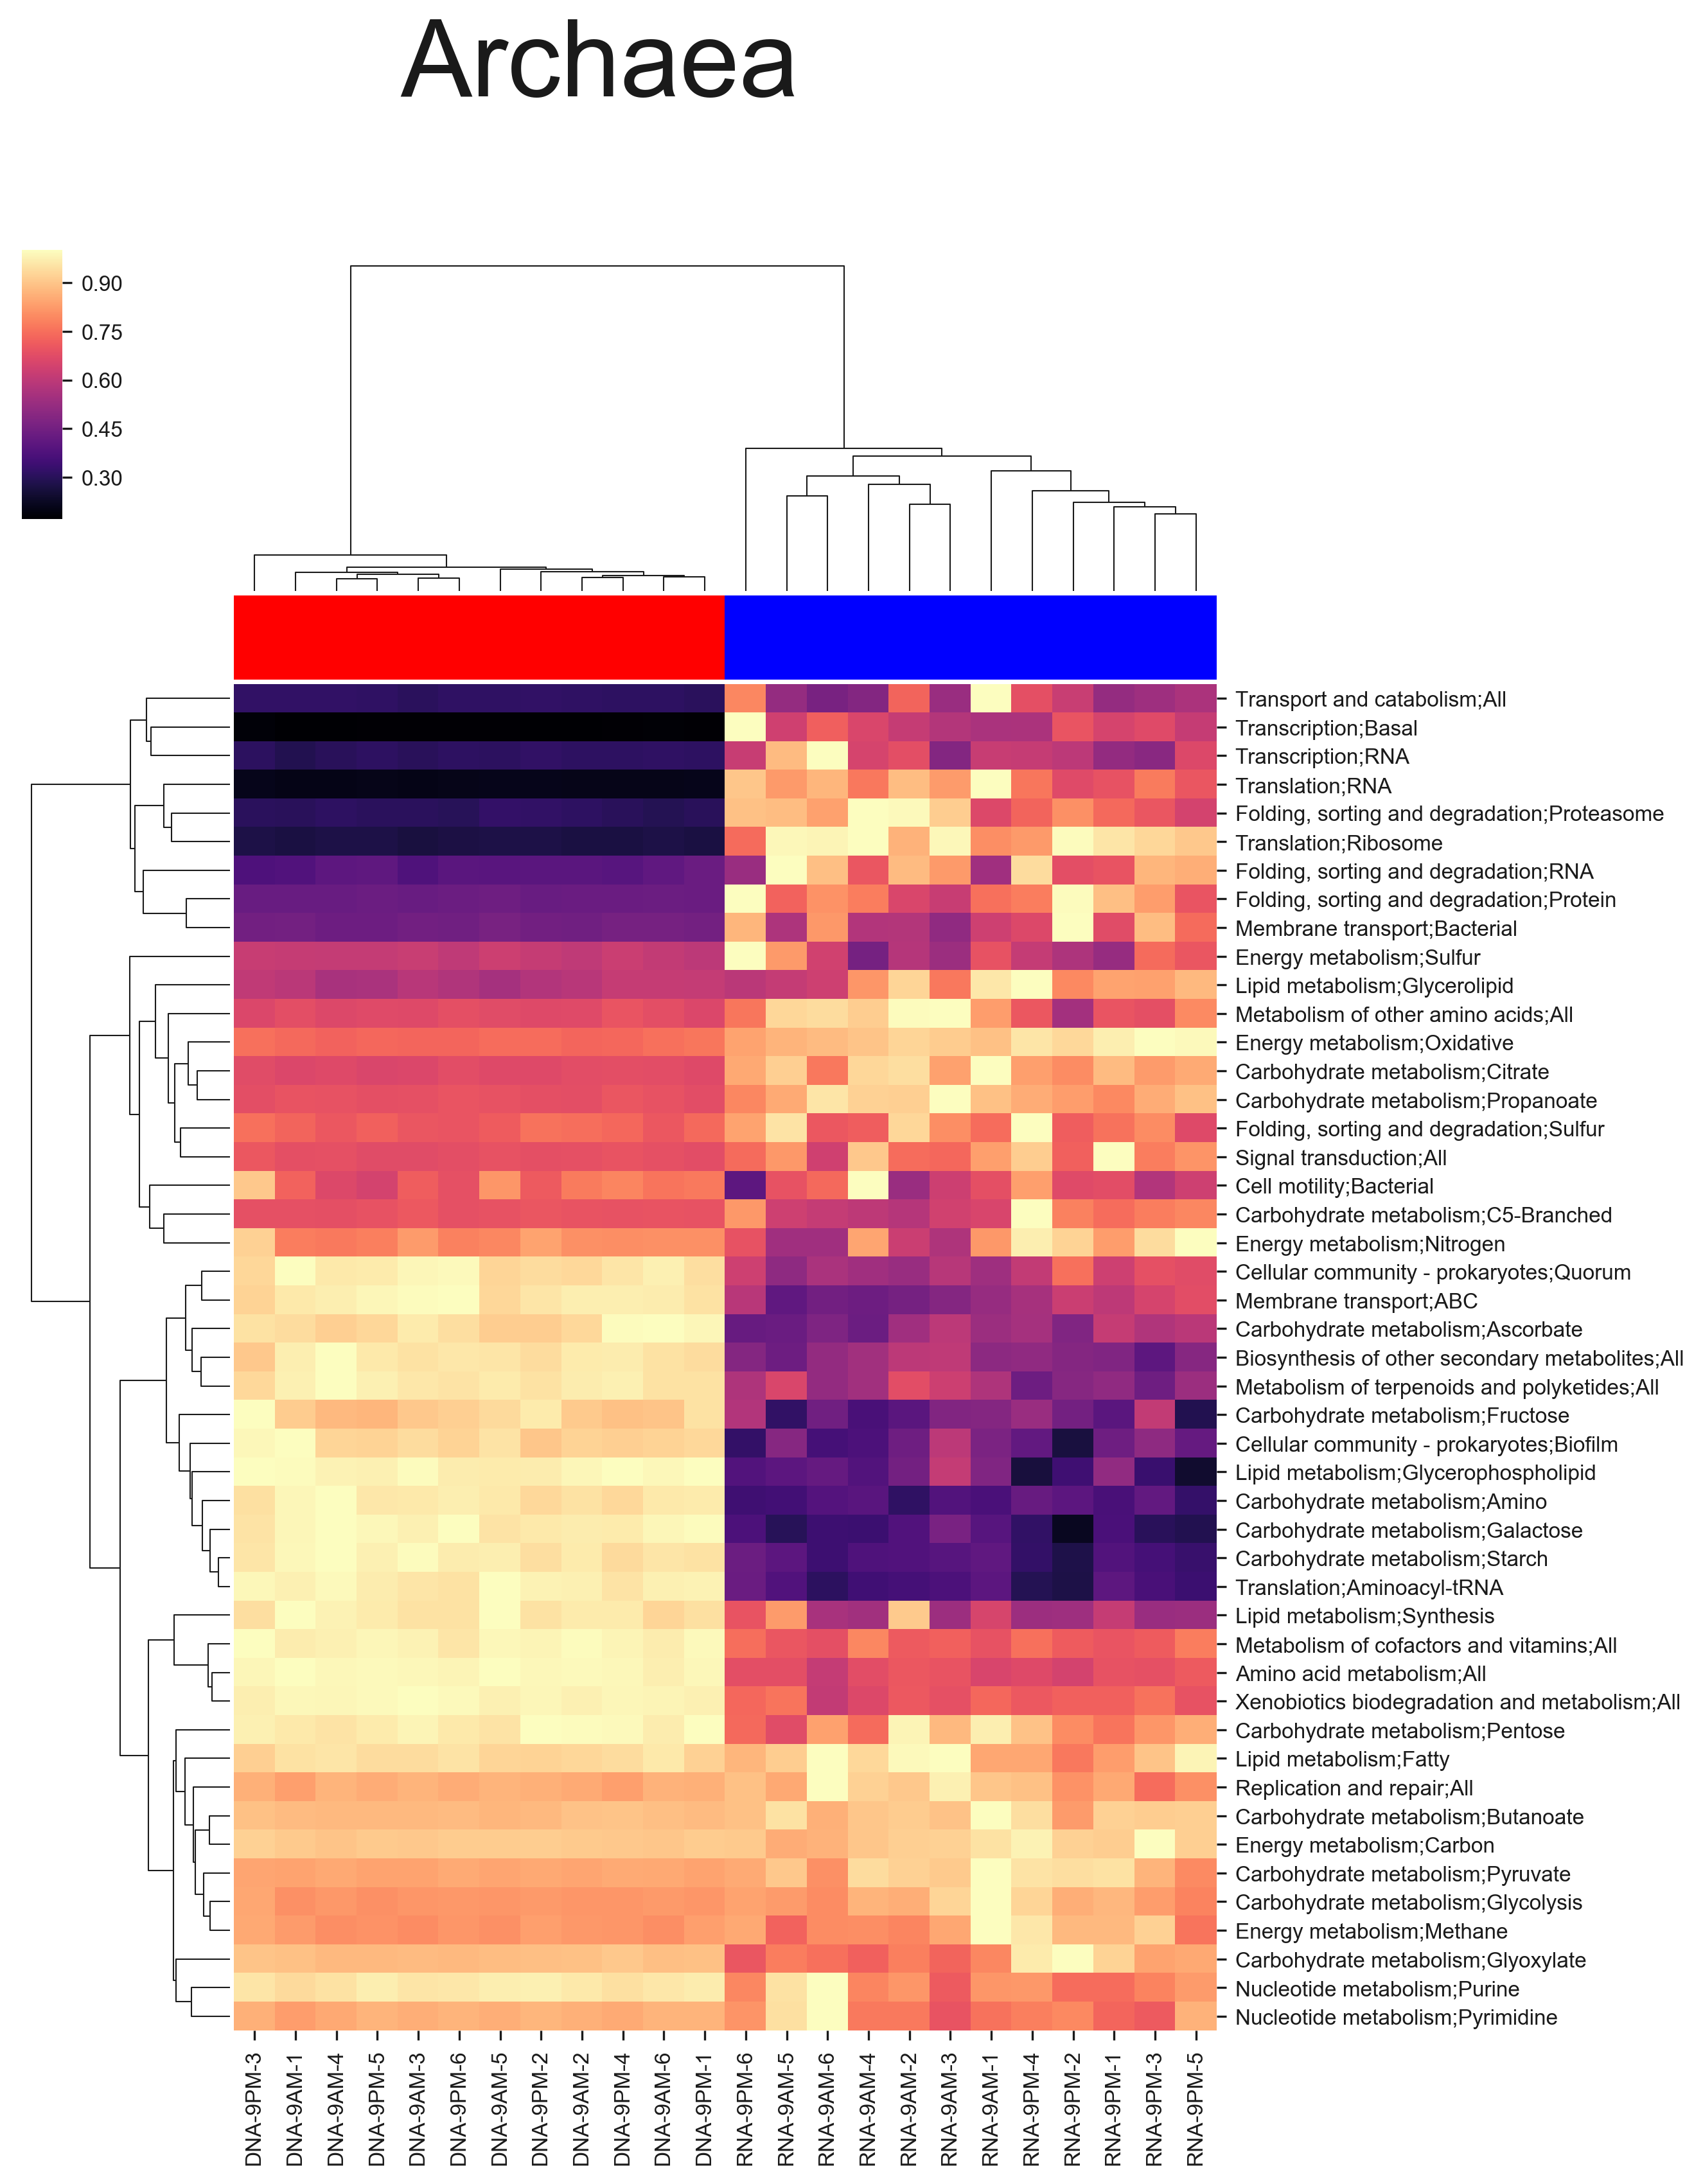 Archaea
0.90
0.75
0.60
0.45
0.30
Transport and catabolism;All
Transcription;Basal
Transcription;RNA
Translation;RNA
Folding, sorting and degradation;Proteasome
Translation;Ribosome
Folding, sorting and degradation;RNA
Folding, sorting and degradation;Protein
Membrane transport;Bacterial
Energy metabolism;Sulfur
Lipid metabolism;Glycerolipid
Metabolism of other amino acids;All
Energy metabolism;Oxidative
Carbohydrate metabolism;Citrate
Carbohydrate metabolism;Propanoate
Folding, sorting and degradation;Sulfur
Signal transduction;All
Cell motility;Bacterial
Carbohydrate metabolism;C5-Branched
Energy metabolism;Nitrogen
Cellular community - prokaryotes;Quorum
Membrane transport;ABC
Carbohydrate metabolism;Ascorbate
Biosynthesis of other secondary metabolites;All
Metabolism of terpenoids and polyketides;All
Carbohydrate metabolism;Fructose
Cellular community - prokaryotes;Biofilm
Lipid metabolism;Glycerophospholipid
Carbohydrate metabolism;Amino
Carbohydrate metabolism;Galactose
Carbohydrate metabolism;Starch
Translation;Aminoacyl-tRNA
Lipid metabolism;Synthesis
Metabolism of cofactors and vitamins;All
Amino acid metabolism;All
Xenobiotics biodegradation and metabolism;All
Carbohydrate metabolism;Pentose
Lipid metabolism;Fatty
Replication and repair;All
Carbohydrate metabolism;Butanoate
Energy metabolism;Carbon
Carbohydrate metabolism;Pyruvate
Carbohydrate metabolism;Glycolysis
Energy metabolism;Methane
Carbohydrate metabolism;Glyoxylate
Nucleotide metabolism;Purine
Nucleotide metabolism;Pyrimidine
DNA-9PM-3
DNA-9AM-1
DNA-9AM-4
DNA-9PM-5
DNA-9AM-3
DNA-9PM-6
DNA-9AM-5
DNA-9PM-2
DNA-9AM-2
DNA-9PM-4
DNA-9AM-6
DNA-9PM-1
RNA-9PM-6
RNA-9AM-5
RNA-9AM-6
RNA-9AM-4
RNA-9AM-2
RNA-9AM-3
RNA-9AM-1
RNA-9PM-4
RNA-9PM-2
RNA-9PM-1
RNA-9PM-3
RNA-9PM-5